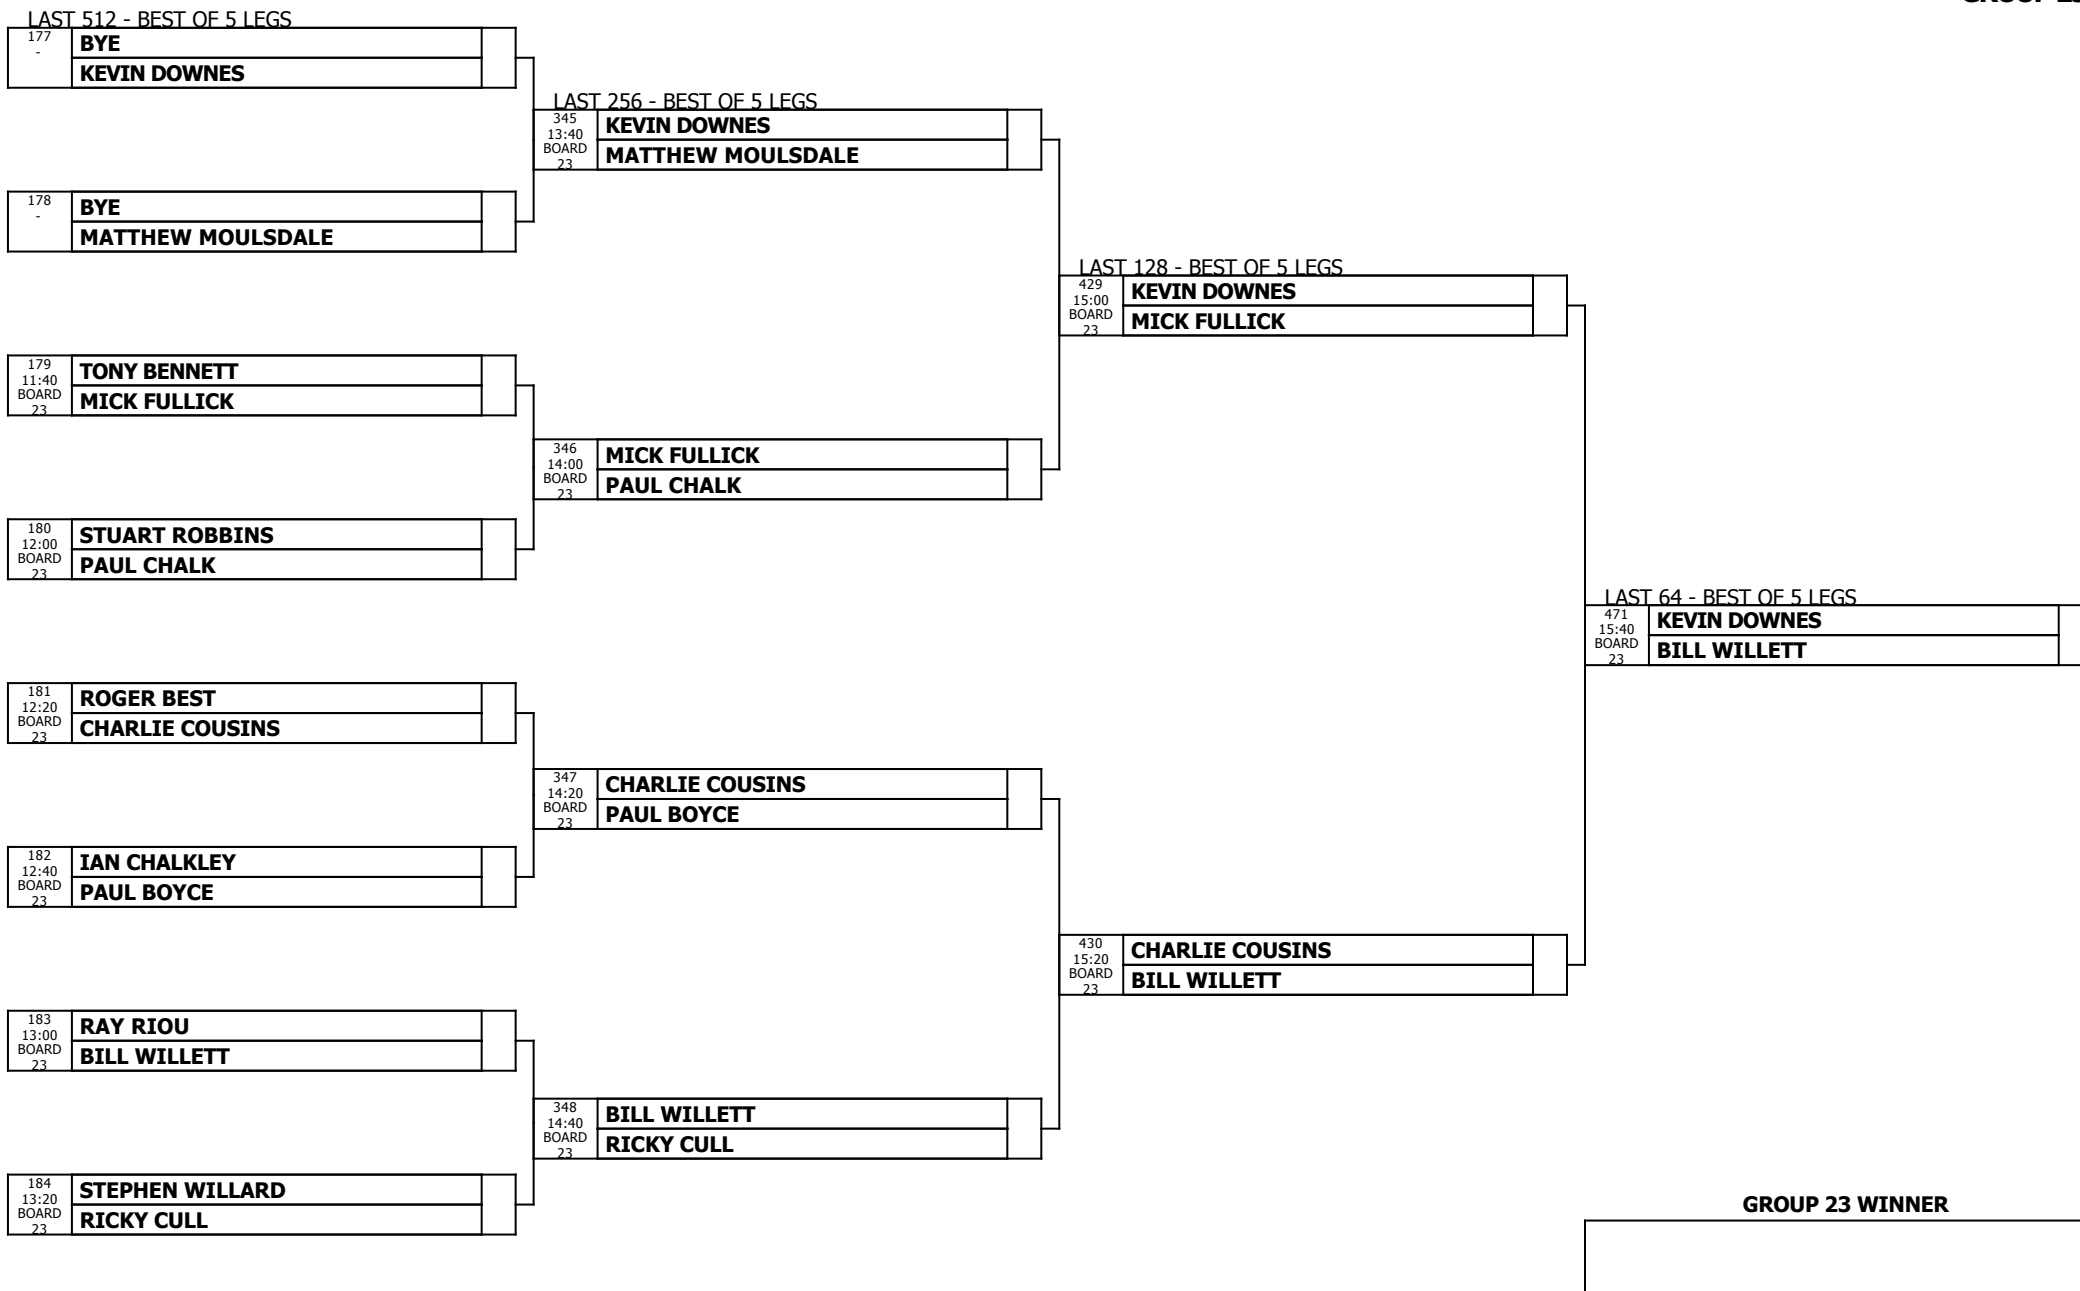 LAST 512 - BEST OF 5 LEGS
177
-
BYE
KEVIN DOWNES
178
-
BYE
MATTHEW MOULSDALE
179
11:40
BOARD
23
TONY BENNETT
MICK FULLICK
180
12:00
BOARD
23
STUART ROBBINS
PAUL CHALK
181
12:20
BOARD
23
ROGER BEST
CHARLIE COUSINS
182
12:40
BOARD
23
IAN CHALKLEY
PAUL BOYCE
183
13:00
BOARD
23
RAY RIOU
BILL WILLETT
184
13:20
BOARD
23
STEPHEN WILLARD
RICKY CULL
LAST 256 - BEST OF 5 LEGS
345
13:40
BOARD
23
KEVIN DOWNES
MATTHEW MOULSDALE
346
14:00
BOARD
23
MICK FULLICK
PAUL CHALK
347
14:20
BOARD
23
CHARLIE COUSINS
PAUL BOYCE
348
14:40
BOARD
23
BILL WILLETT
RICKY CULL
LAST 128 - BEST OF 5 LEGS
429
15:00
BOARD
23
KEVIN DOWNES
MICK FULLICK
430
15:20
BOARD
23
CHARLIE COUSINS
BILL WILLETT
LAST 64 - BEST OF 5 LEGS
471
15:40
BOARD
23
KEVIN DOWNES
BILL WILLETT
GROUP 23 WINNER